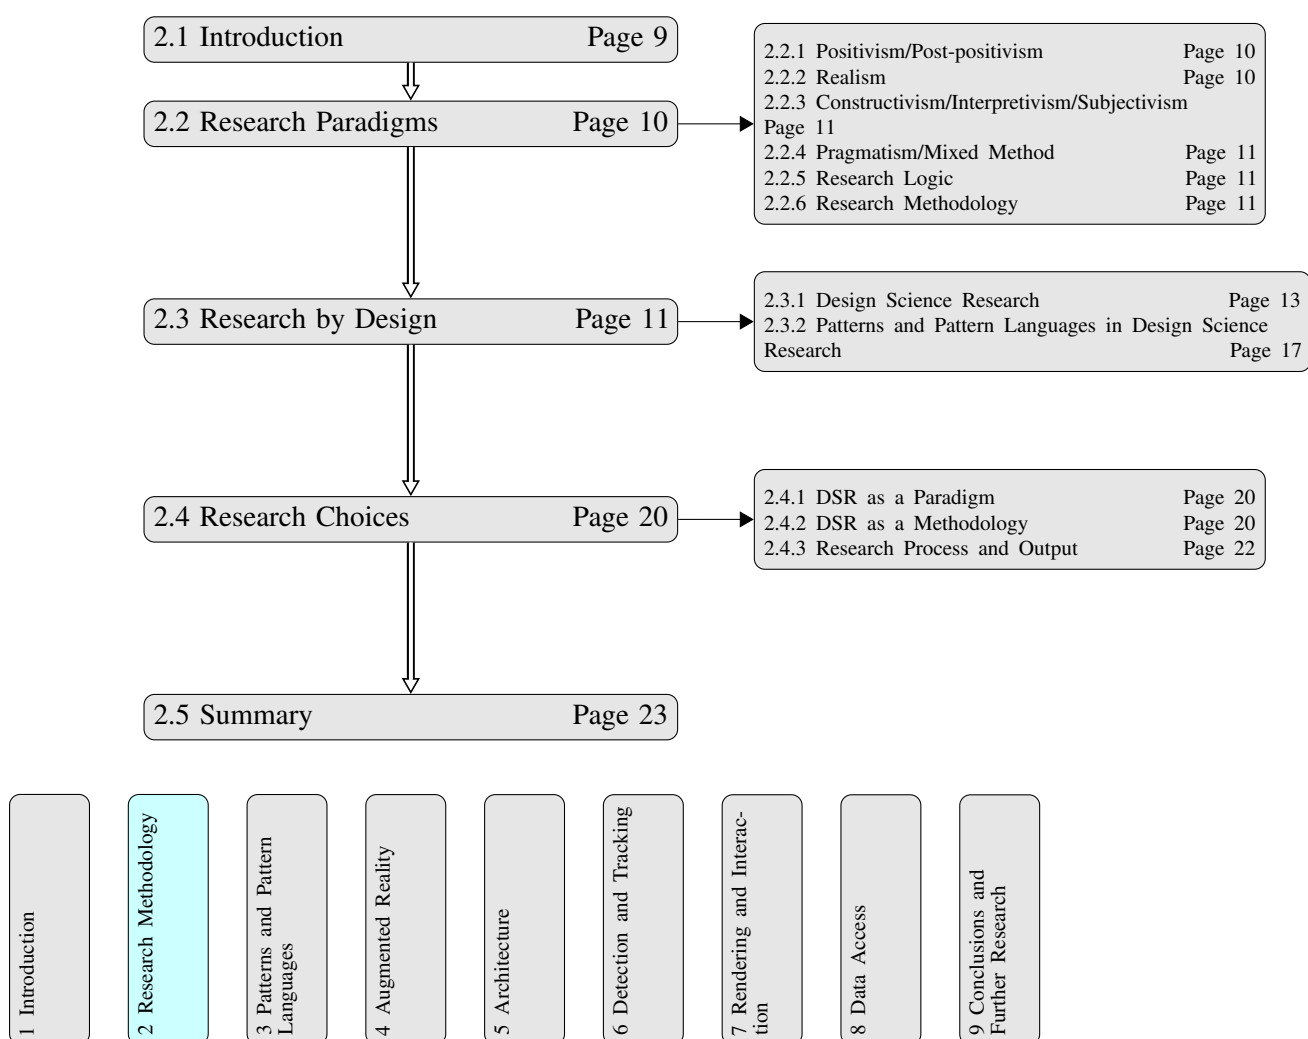 2.1 Introduction Page 9
2.2 Research Paradigms Page 10
2.2.1 Positivism/Post-positivism Page 10
2.2.2 Realism Page 10
2.2.3 Constructivism/Interpretivism/Subjectivism
Page 11
2.2.4 Pragmatism/Mixed Method Page 11
2.2.5 Research Logic Page 11
2.2.6 Research Methodology Page 11
2.3 Research by Design Page 11
2.3.1 Design Science Research Page 13
2.3.2 Patterns and Pattern Languages in Design Science
Research Page 17
2.4 Research Choices Page 20
2.4.1 DSR as a Paradigm Page 20
2.4.2 DSR as a Methodology Page 20
2.4.3 Research Process and Output Page 22
2.5 Summary Page 23
1 Introduction
2 Research Methodology
3 Patterns and Pattern
Languages
4 Augmented Reality
5 Architecture
6 Detection and Tracking
7 Rendering and Interac-
tion
8 Data Access
9 Conclusions and
Further Research